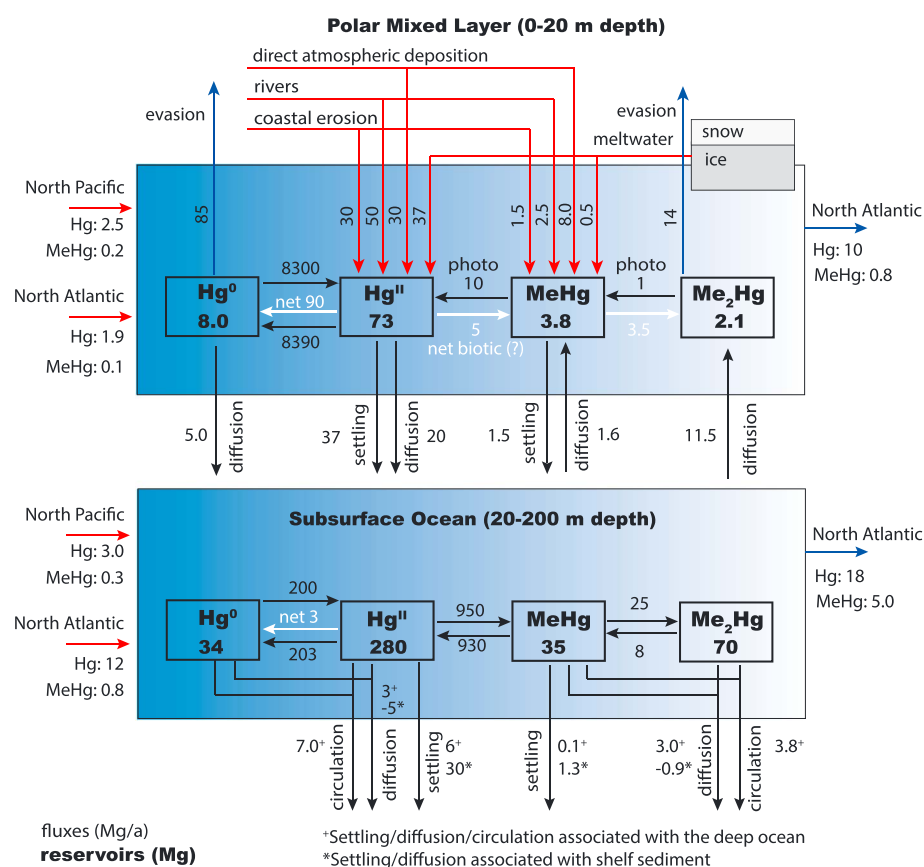 Polar Mixed Layer (0-20 m depth)
direct atmospheric deposition
rivers
coastal erosion
evasion
evasion
meltwater
snow
ice
North Pacific
Hg: 2.5
MeHg: 0.2
North Atlantic
Hg: 1.9
MeHg: 0.1
85
30
50
30
37
1.5
2.5
8.0
0.5
14
North Atlantic
Hg: 10
MeHg: 0.8
Hg⁰
8.0
8300
net 90
8390
Hgᴵᴵ
73
photo
10
5
net biotic (?)
MeHg
3.8
photo
1
3.5
Me₂Hg
2.1
5.0
diffusion
37
settling
diffusion
20
1.5
settling
diffusion
1.6
11.5
diffusion
Subsurface Ocean (20-200 m depth)
North Pacific
Hg: 3.0
MeHg: 0.3
North Atlantic
Hg: 12
MeHg: 0.8
North Atlantic
Hg: 18
MeHg: 5.0
Hg⁰
34
200
net 3
203
Hgᴵᴵ
280
950
930
MeHg
35
25
8
Me₂Hg
70
3⁺
-5*
7.0⁺
circulation
diffusion
settling
6⁺
30*
settling
0.1⁺
1.3*
3.0⁺
-0.9*
diffusion
circulation
3.8⁺
fluxes (Mg/a)
reservoirs (Mg)
⁺Settling/diffusion/circulation associated with the deep ocean
*Settling/diffusion associated with shelf sediment